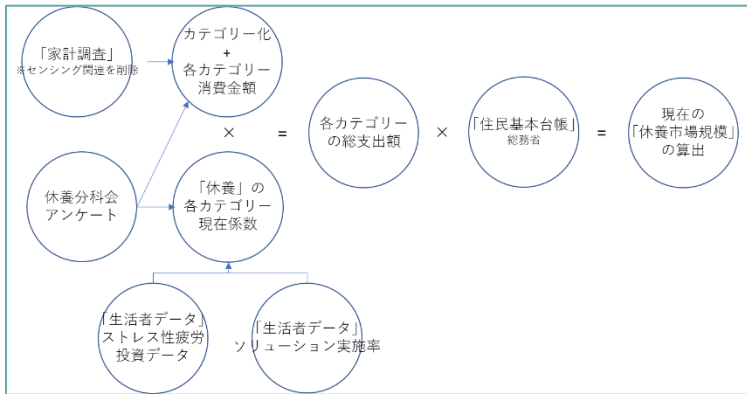 「家計調査」
※センシング関連を削除
カテゴリー化
+
各カテゴリー
消費金額
×
=
各カテゴリー
の総支出額
×
「住民基本台帳」
総務省
=
現在の
「休養市場規模」
の算出
休養分科会
アンケート
「休養」の
各カテゴリー
現在係数
「生活者データ」
ストレス性疲労
投資データ
「生活者データ」
ソリューション実施率